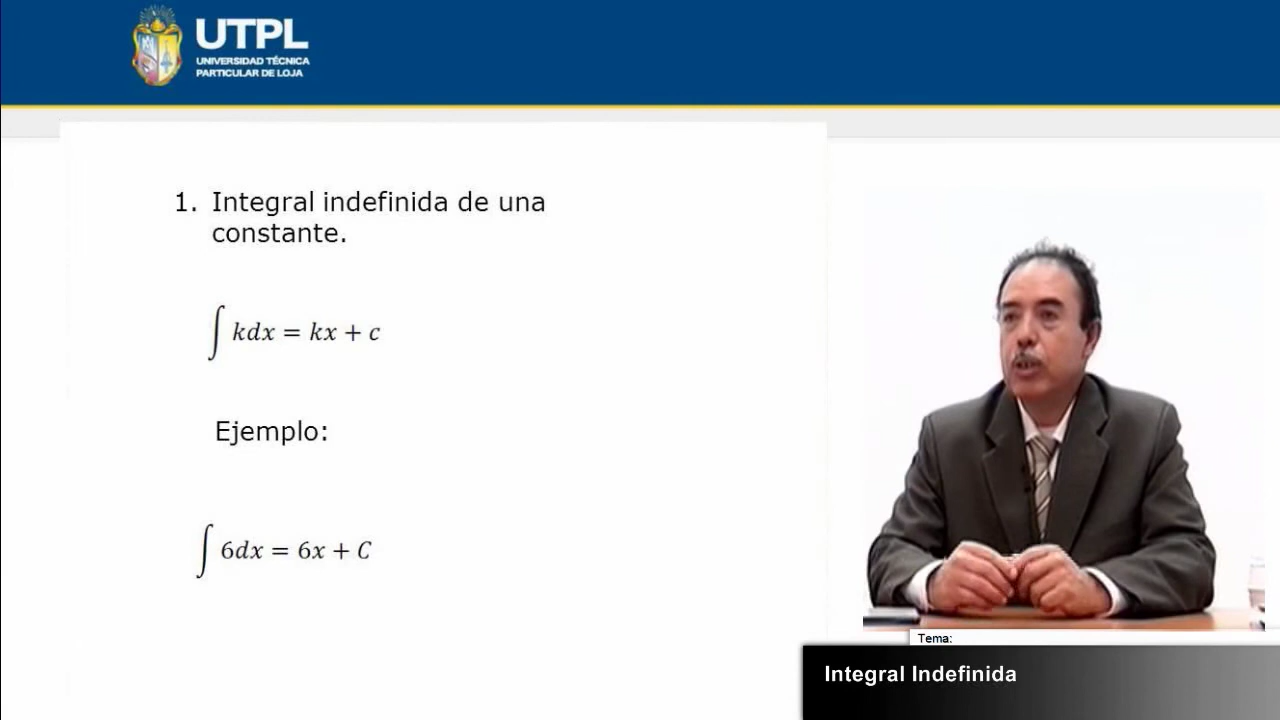 UTPL
UNIVERSIDAD TÉCNICA
PARTICULAR DE LOJA
1. Integral indefinida de una
constante.
∫ kdx = kx + c
Ejemplo:
∫ 6dx = 6x + C
Tema:
Integral Indefinida